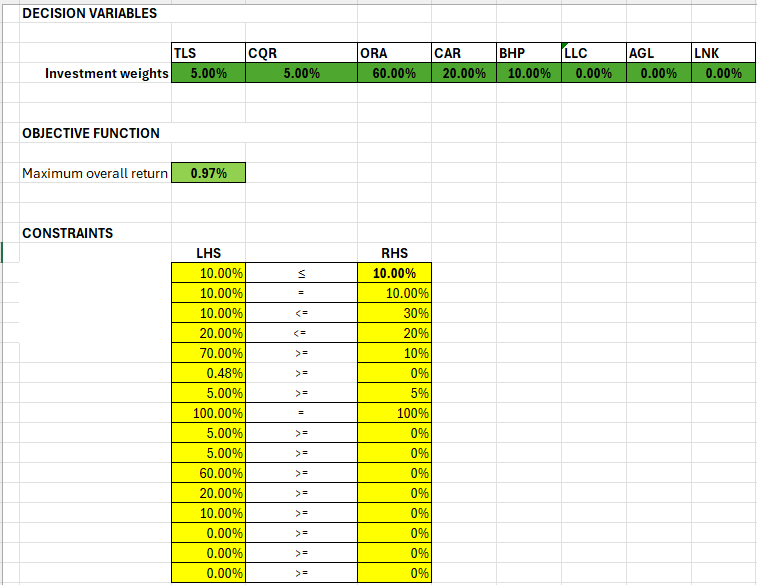 DECISION VARIABLES
TLS CQR ORA CAR BHP LLC AGL LNK
Investment weights 5.00% 5.00% 60.00% 20.00% 10.00% 0.00% 0.00% 0.00%
OBJECTIVE FUNCTION
Maximum overall return 0.97%
CONSTRAINTS
LHS RHS
10.00% ≤ 10.00%
10.00% = 10.00%
10.00% <= 30%
20.00% <= 20%
70.00% >= 10%
0.48% >= 0%
5.00% >= 5%
100.00% = 100%
5.00% >= 0%
5.00% >= 0%
60.00% >= 0%
20.00% >= 0%
10.00% >= 0%
0.00% >= 0%
0.00% >= 0%
0.00% >= 0%